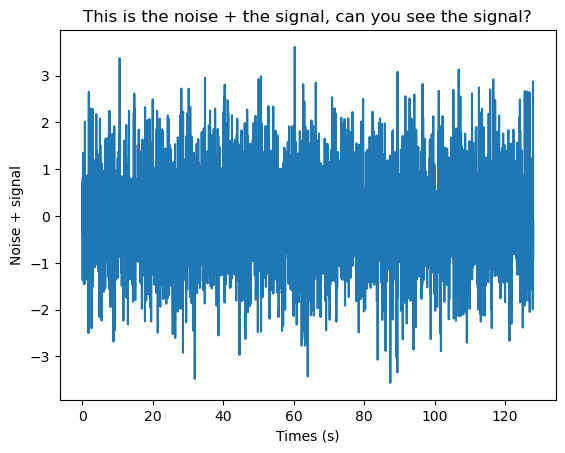 This is the noise + the signal, can you see the signal?
Noise + signal
3
2
1
0
−1
−2
−3
0 20 40 60 80 100 120
Times (s)